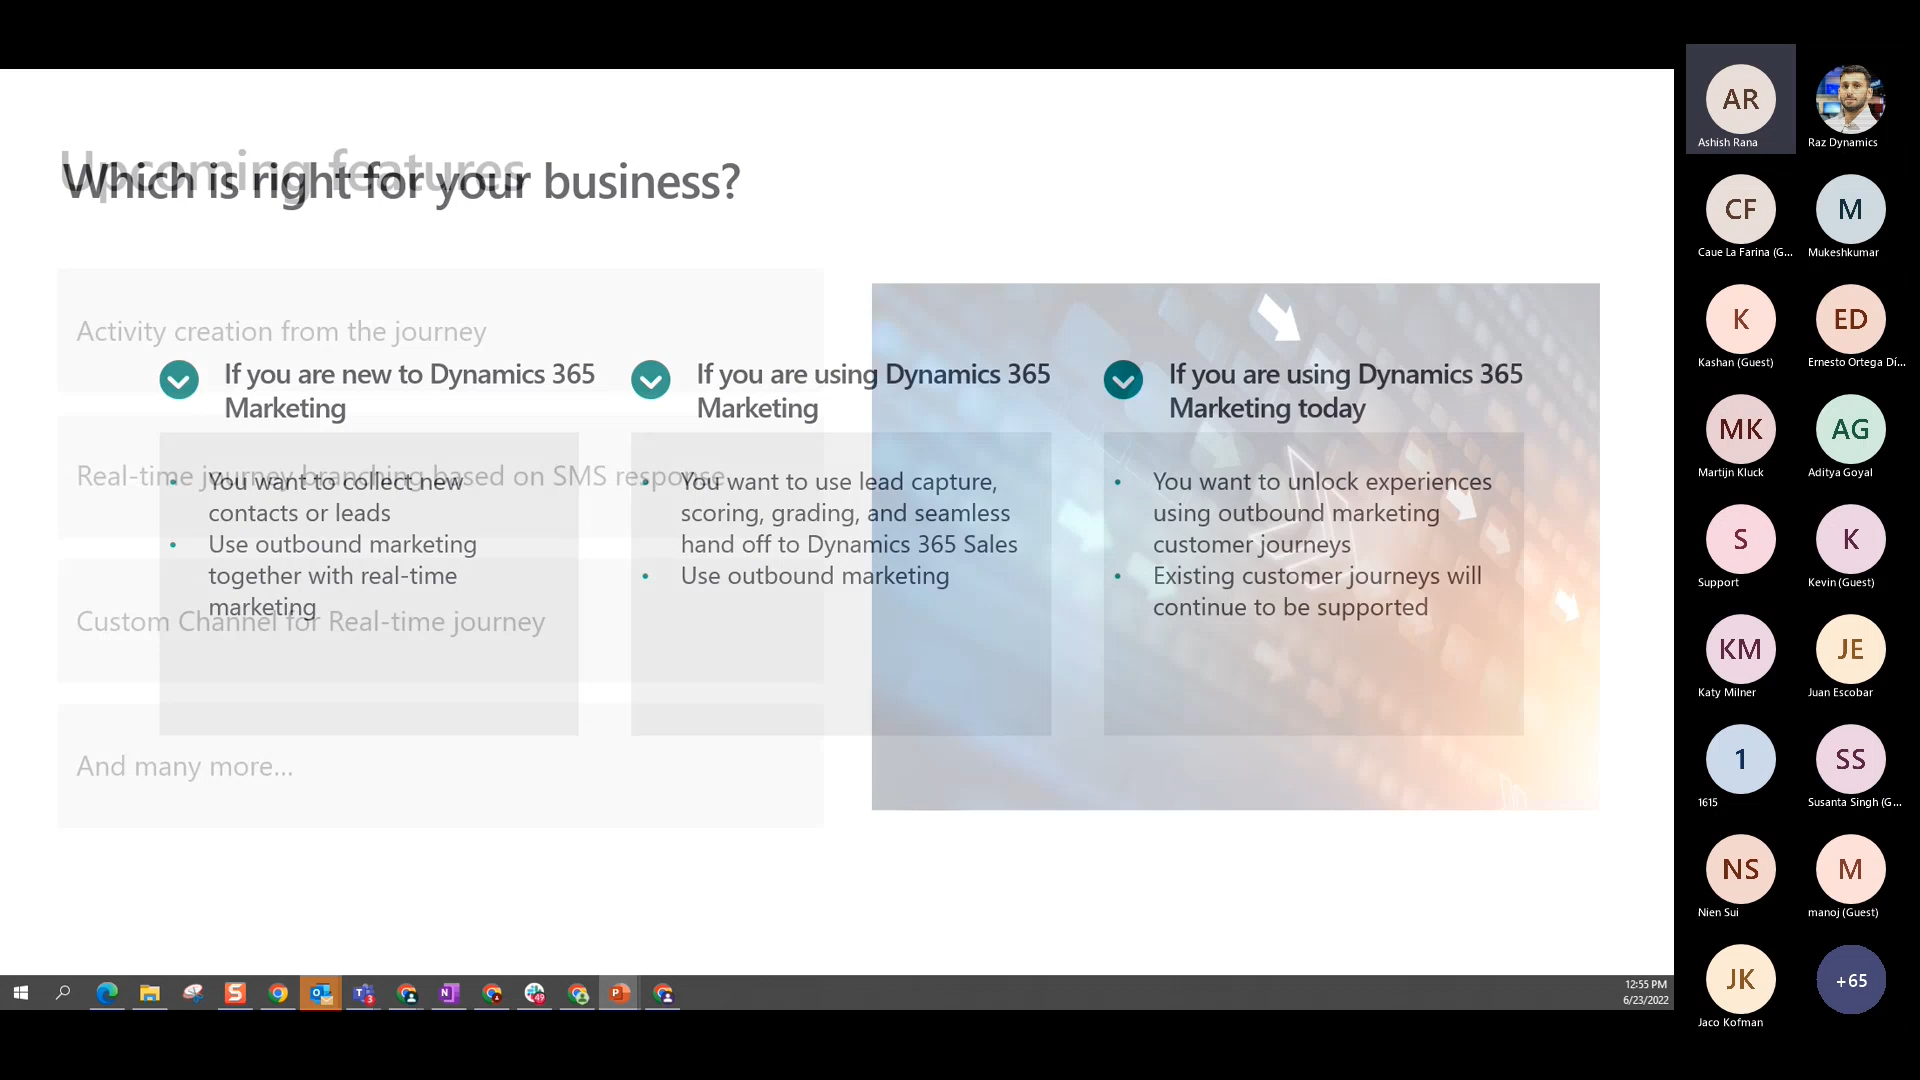 Upcoming features
Which is right for your business?
Activity creation from the journey
Real-time journey branching based on SMS response
Custom Channel for Real-time journey
And many more...
If you are new to Dynamics 365
Marketing
• You want to collect new
contacts or leads
• Use outbound marketing
together with real-time
marketing
If you are using Dynamics 365
Marketing
• You want to use lead capture,
scoring, grading, and seamless
hand off to Dynamics 365 Sales
• Use outbound marketing
If you are using Dynamics 365
Marketing today
• You want to unlock experiences
using outbound marketing
customer journeys
• Existing customer journeys will
continue to be supported
AR
Ashish Rana
Raz Dynamics
CF
Caue La Farina (G...
M
Mukeshkumar
K
Kashan (Guest)
ED
Ernesto Ortega Dí...
MK
Martijn Kluck
AG
Aditya Goyal
S
Support
K
Kevin (Guest)
KM
Katy Milner
JE
Juan Escobar
1
1615
SS
Susanta Singh (G...
NS
Nien Sui
M
manoj (Guest)
JK
Jaco Kofman
+65
12:55 PM
6/23/2022